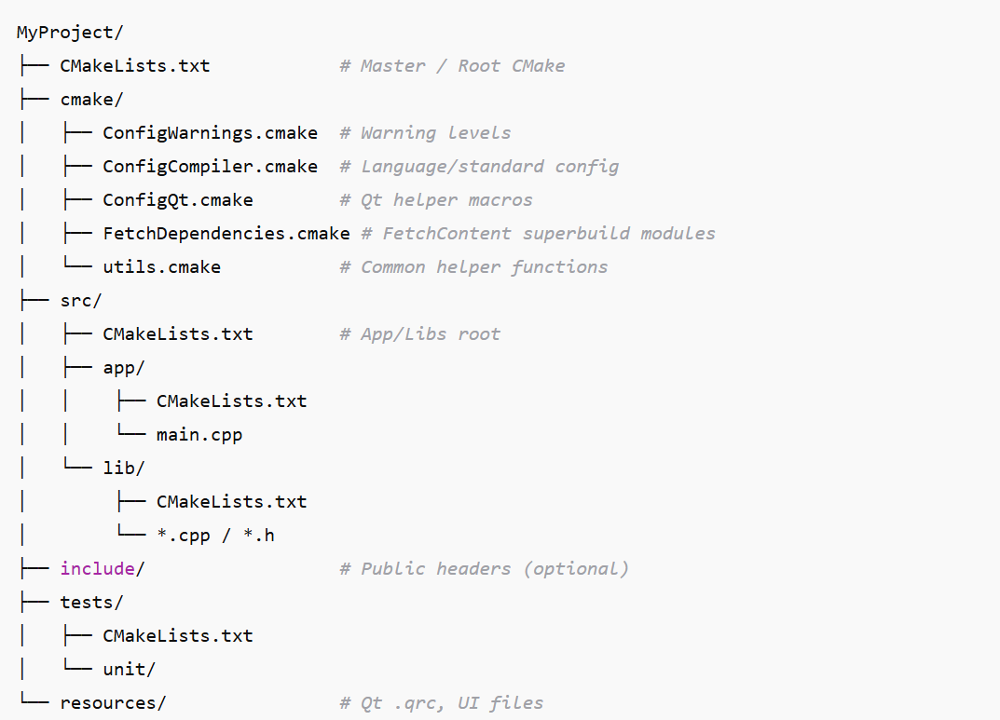 MyProject/
├── CMakeLists.txt            # Master / Root CMake
├── cmake/
│   ├── ConfigWarnings.cmake  # Warning levels
│   ├── ConfigCompiler.cmake  # Language/standard config
│   ├── ConfigQt.cmake        # Qt helper macros
│   ├── FetchDependencies.cmake # FetchContent superbuild modules
│   └── utils.cmake           # Common helper functions
├── src/
│   ├── CMakeLists.txt        # App/Libs root
│   ├── app/
│   │    ├── CMakeLists.txt
│   │    └── main.cpp
│   └── lib/
│        ├── CMakeLists.txt
│        └── *.cpp / *.h
├── include/                  # Public headers (optional)
├── tests/
│   ├── CMakeLists.txt
│   └── unit/
└── resources/                # Qt .qrc, UI files